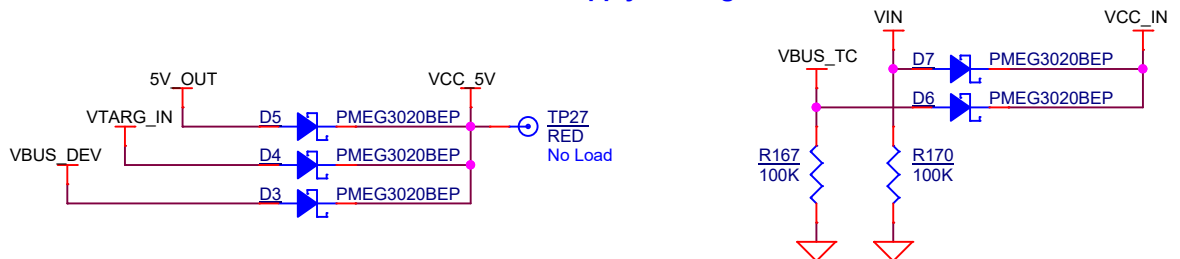 VIN
VCC_IN
VBUS_TC
D7
PMEG3020BEP
D6
PMEG3020BEP
R167
100K
R170
100K
5V_OUT
VCC_5V
VTARG_IN
D5
PMEG3020BEP
TP27
RED
No Load
VBUS_DEV
D4
PMEG3020BEP
D3
PMEG3020BEP